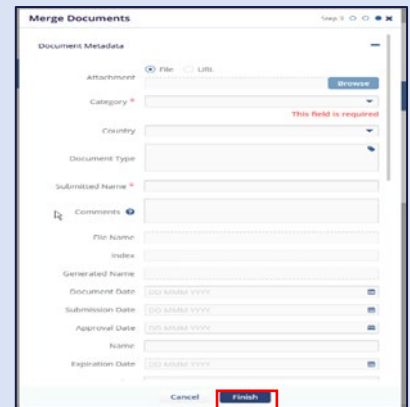 Merge Documents Step 3
Document Metadata
Attachment File URL
Browse
Category *
This field is required
Country
Document Type
Submitted Name *
Comments
File Name
Index
Generated Name
Document Date DD MMM YYYY
Submission Date DD MMM YYYY
Approval Date DD MMM YYYY
Name
Expiration Date DD MMM YYYY
Cancel Finish